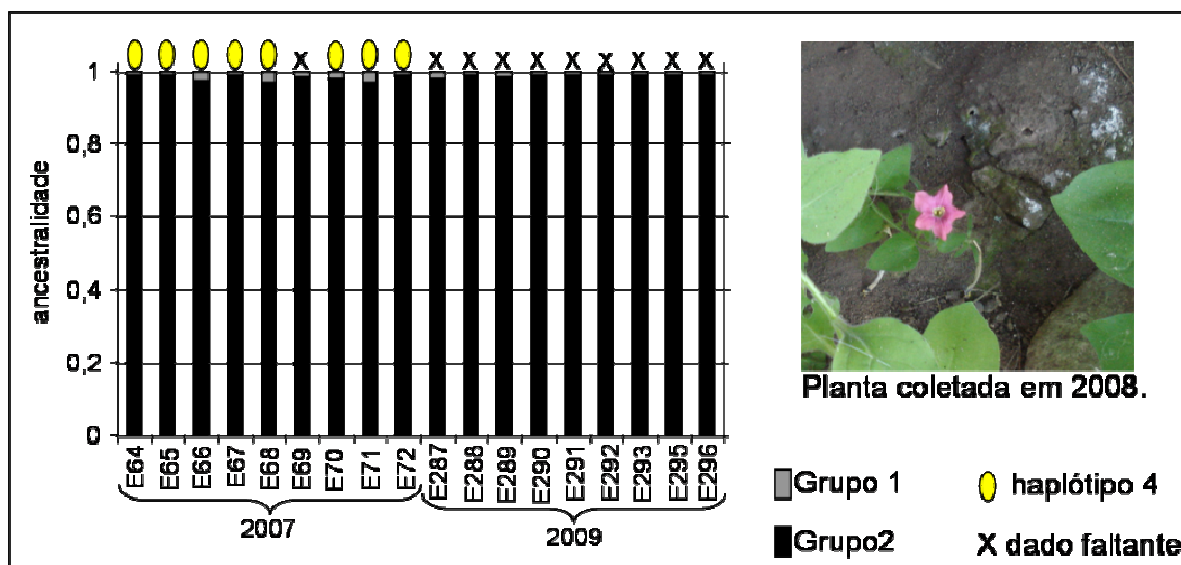 ancestralidade
1
0,8
0,6
0,4
0,2
0
X X X X X X X X X X
E64 E65 E66 E67 E68 E69 E70 E71 E72 E287 E288 E289 E290 E291 E292 E293 E295 E296
2007 2009
Planta coletada em 2008.
Grupo 1 haplótipo 4
Grupo2 X dado faltante